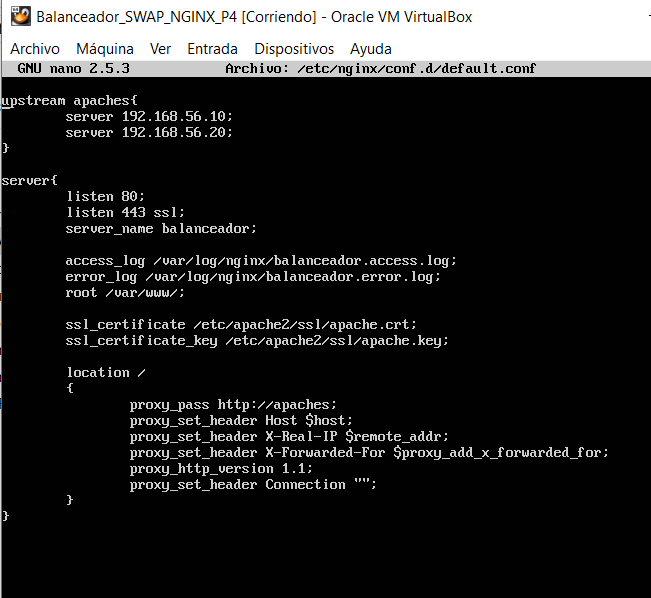 Balanceador_SWAP_NGINX_P4 [Corriendo] - Oracle VM VirtualBox
Archivo Máquina Ver Entrada Dispositivos Ayuda
GNU nano 2.5.3 Archivo: /etc/nginx/conf.d/default.conf
upstream apaches{
server 192.168.56.10;
server 192.168.56.20;
}
server{
listen 80;
listen 443 ssl;
server_name balanceador;
access_log /var/log/nginx/balanceador.access.log;
error_log /var/log/nginx/balanceador.error.log;
root /var/www/;
ssl_certificate /etc/apache2/ssl/apache.crt;
ssl_certificate_key /etc/apache2/ssl/apache.key;
location /
{
proxy_pass http://apaches;
proxy_set_header Host $host;
proxy_set_header X-Real-IP $remote_addr;
proxy_set_header X-Forwarded-For $proxy_add_x_forwarded_for;
proxy_http_version 1.1;
proxy_set_header Connection "";
}
}